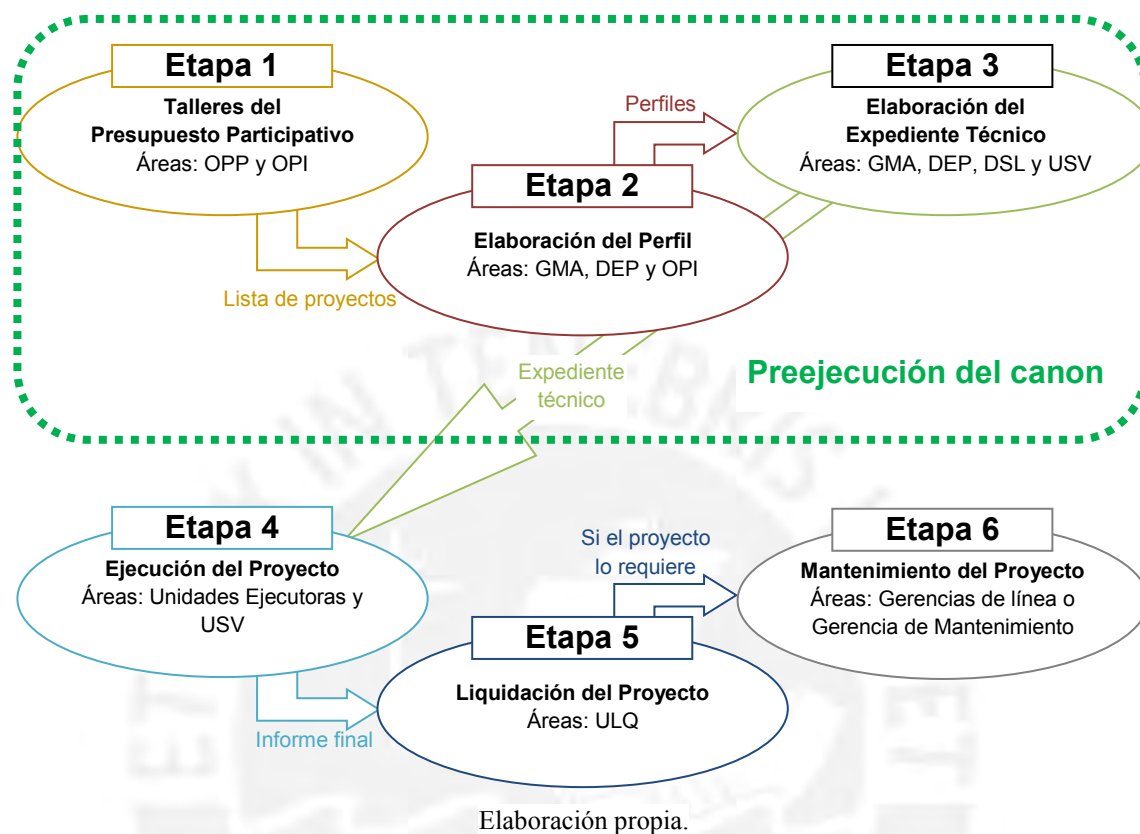 Etapa 1
Talleres del
Presupuesto Participativo
Áreas: OPP y OPI
Lista de proyectos
Etapa 2
Elaboración del Perfil
Áreas: GMA, DEP y OPI
Perfiles
Etapa 3
Elaboración del
Expediente Técnico
Áreas: GMA, DEP, DSL y USV
Expediente
técnico
Preejecución del canon
Etapa 4
Ejecución del Proyecto
Áreas: Unidades Ejecutoras y
USV
Informe final
Etapa 5
Liquidación del Proyecto
Áreas: ULQ
Si el proyecto
lo requiere
Etapa 6
Mantenimiento del Proyecto
Áreas: Gerencias de línea o
Gerencia de Mantenimiento
Elaboración propia.